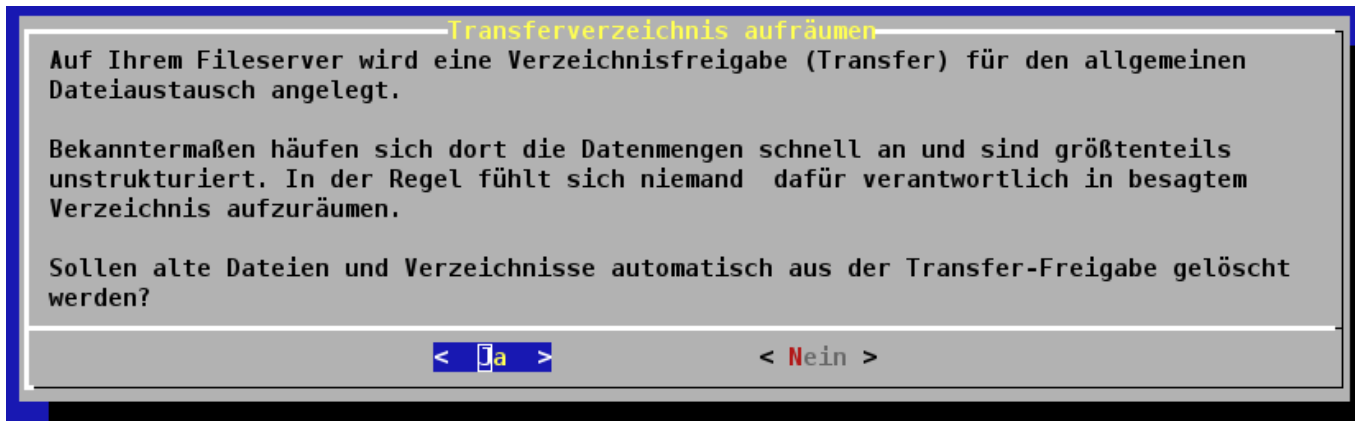 Transferverzeichnis aufräumen
Auf Ihrem Fileserver wird eine Verzeichnisfreigabe (Transfer) für den allgemeinen
Dateiaustausch angelegt.
Bekanntermaßen häufen sich dort die Datenmengen schnell an und sind größtenteils
unstrukturiert. In der Regel fühlt sich niemand  dafür verantwortlich in besagtem
Verzeichnis aufzuräumen.
Sollen alte Dateien und Verzeichnisse automatisch aus der Transfer-Freigabe gelöscht
werden?
<  Ja  > < Nein >